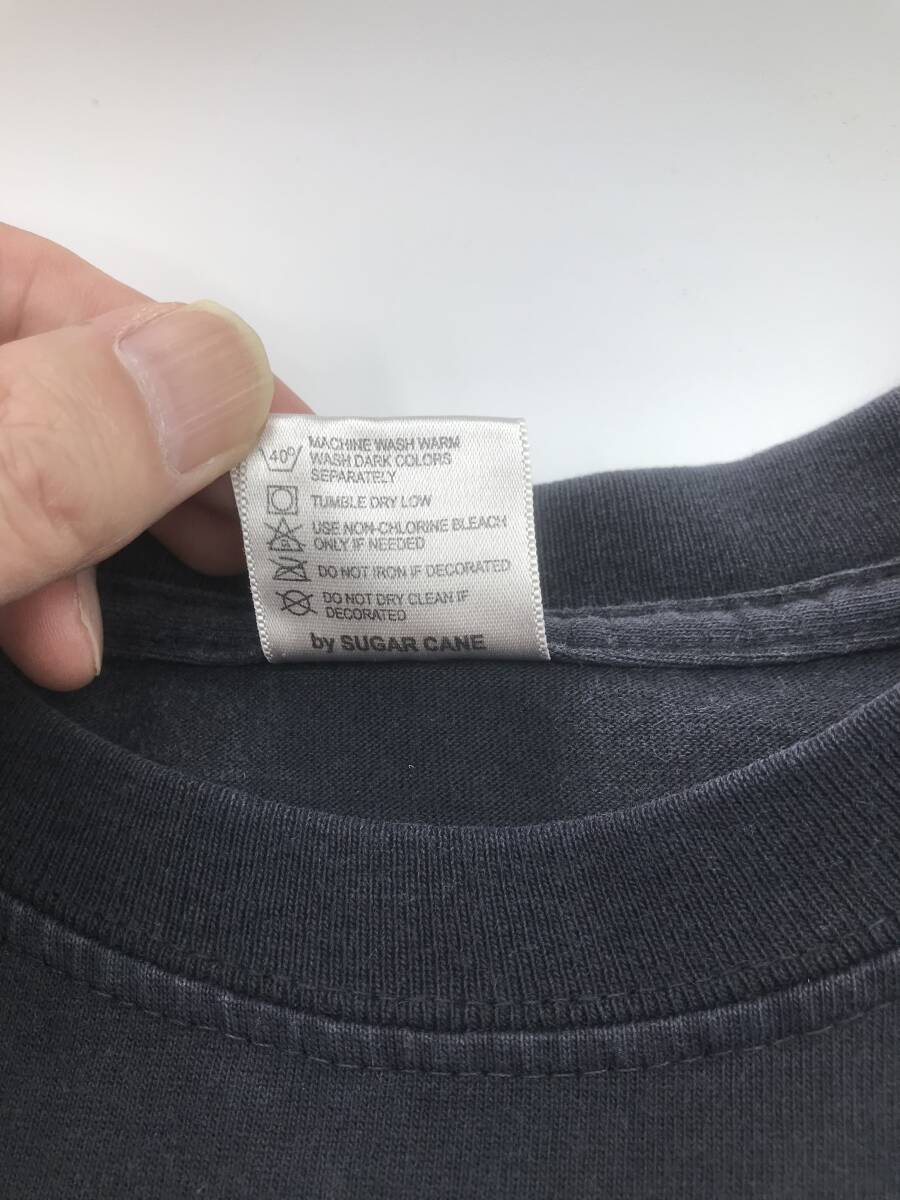 40º MACHINE WASH WARM
WASH DARK COLORS
SEPARATELY
TUMBLE DRY LOW
USE NON-CHLORINE BLEACH
ONLY IF NEEDED
DO NOT IRON IF DECORATED
DO NOT DRY CLEAN IF
DECORATED
by SUGAR CANE